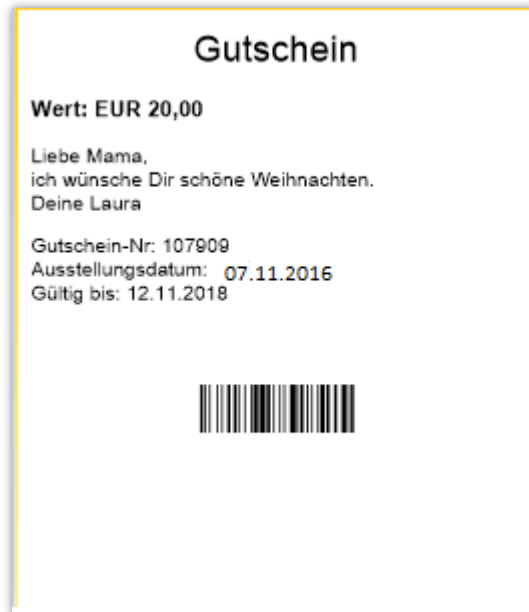 Gutschein
Wert: EUR 20,00
Liebe Mama,
ich wünsche Dir schöne Weihnachten.
Deine Laura
Gutschein-Nr: 107909
Ausstellungsdatum: 07.11.2016
Gültig bis: 12.11.2018